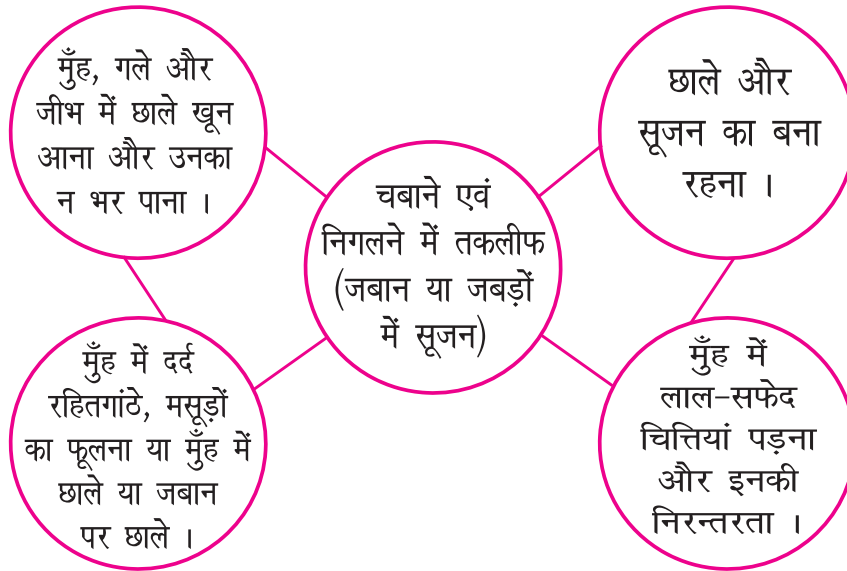 मुँह, गले और
जीभ में छाले खून
आना और उनका
न भर पाना ।
छाले और
सूजन का बना
रहना ।
चबाने एवं
निगलने में तकलीफ
(जबान या जबड़ों
में सूजन)
मुँह में दर्द
रहितगांठे, मसूड़ों
का फूलना या मुँह में
छाले या जबान
पर छाले ।
मुँह में
लाल-सफेद
चित्तियां पड़ना
और इनकी
निरन्तरता ।